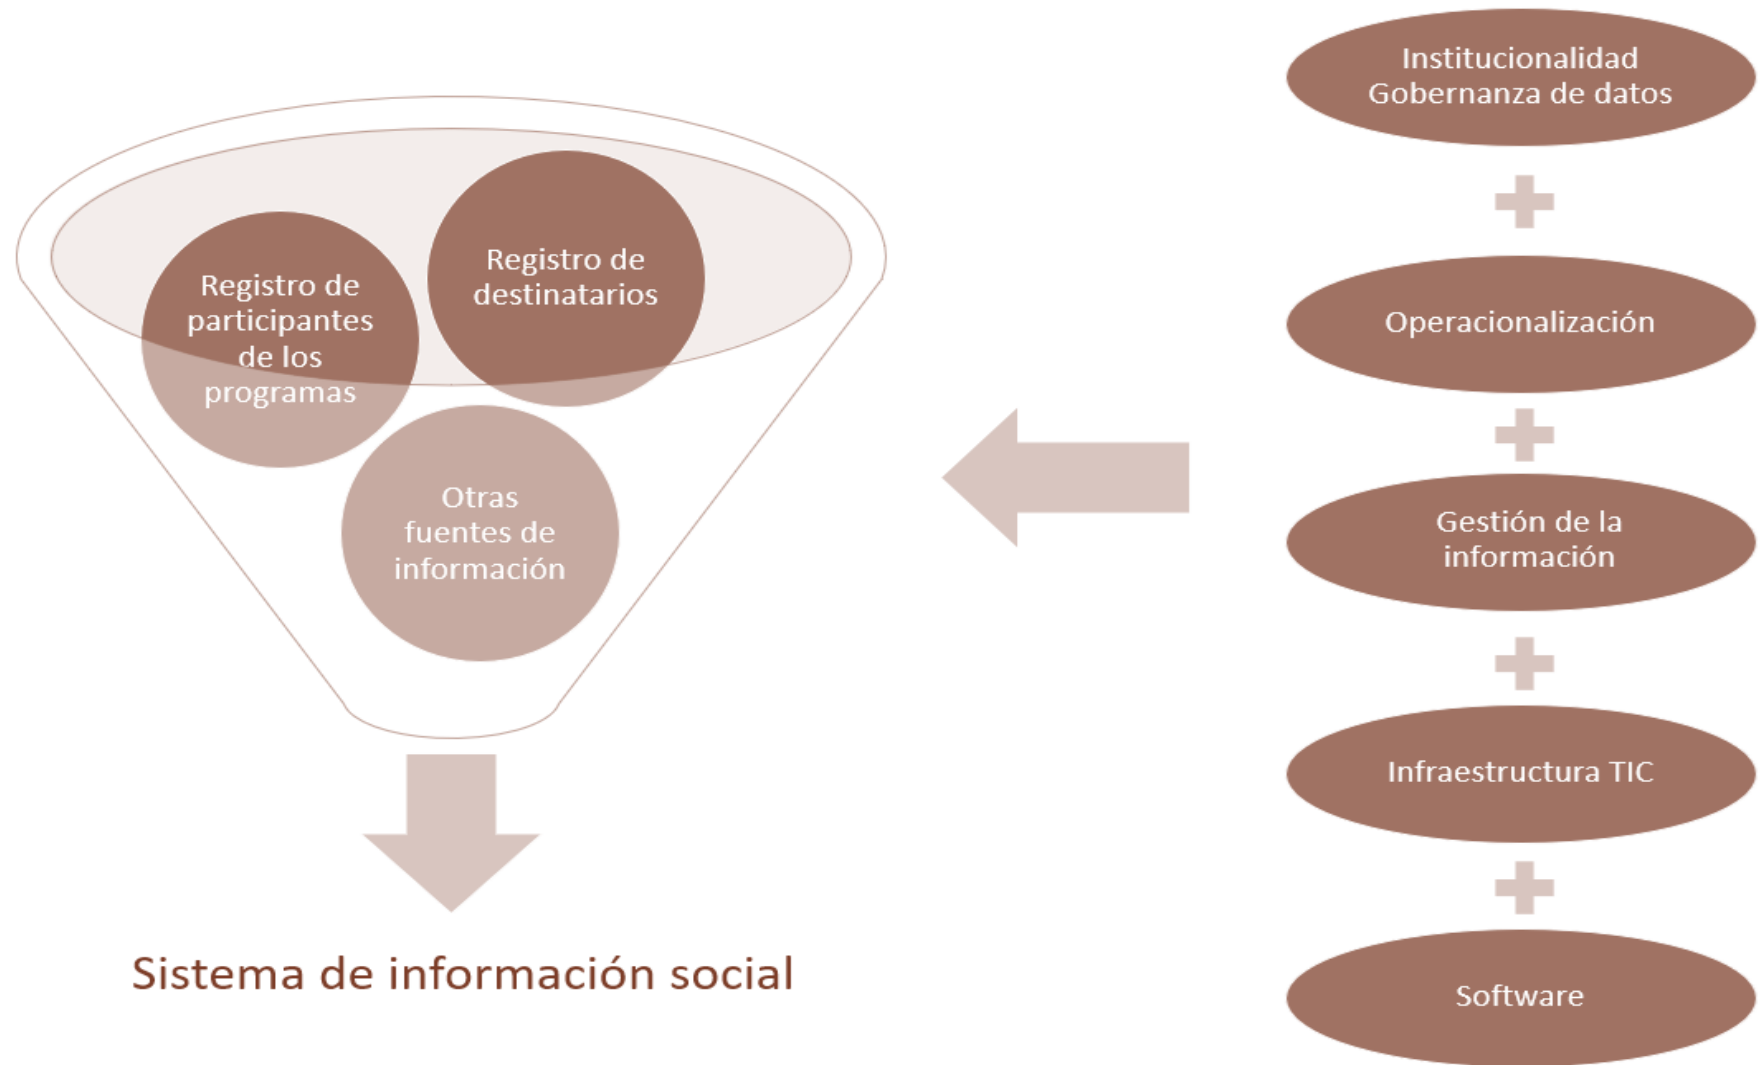 Registro de
participantes
de los
programas
Registro de
destinatarios
Otras
fuentes de
información
Sistema de información social
Institucionalidad
Gobernanza de datos
Operacionalización
Gestión de la
información
Infraestructura TIC
Software